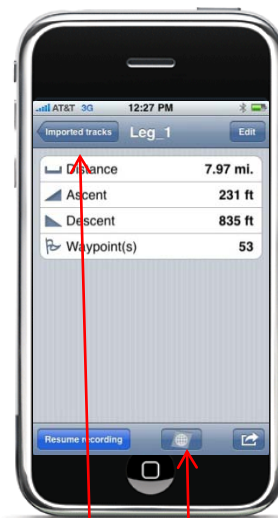 AT&T 3G 12:27 PM
Imported tracks Leg_1 Edit
Distance 7.97 mi.
Ascent 231 ft
Descent 835 ft
Waypoint(s) 53
Resume recording